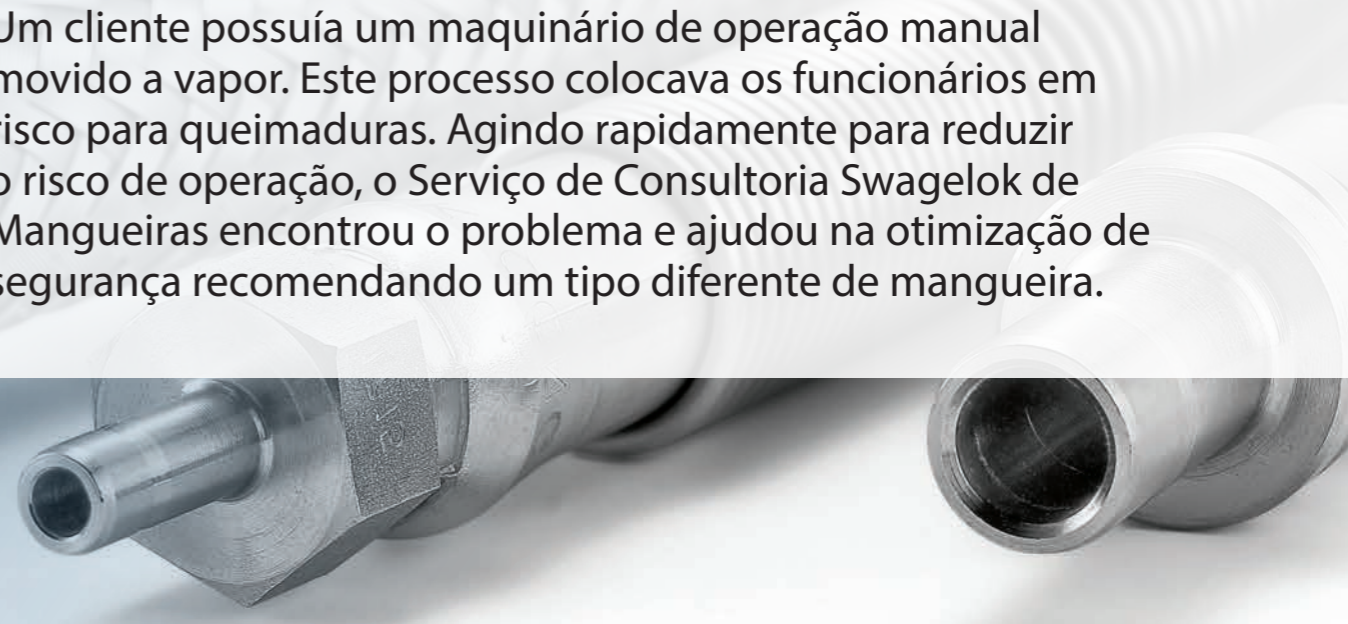 Um cliente possuía um maquinário de operação manual
movido a vapor. Este processo colocava os funcionários em
risco para queimaduras. Agindo rapidamente para reduzir
o risco de operação, o Serviço de Consultoria Swagelok de
Mangueiras encontrou o problema e ajudou na otimização de
segurança recomendando um tipo diferente de mangueira.